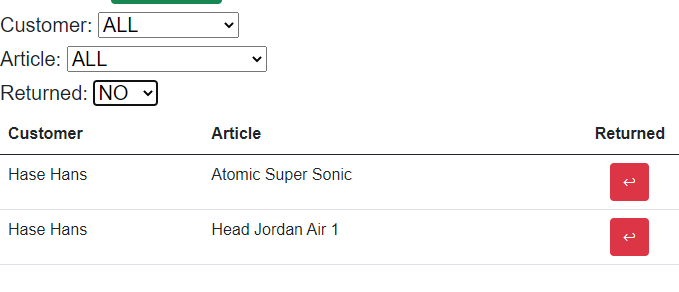 Customer: ALL
Article: ALL
Returned: NO
Customer Article Returned
Hase Hans Atomic Super Sonic ↩
Hase Hans Head Jordan Air 1 ↩